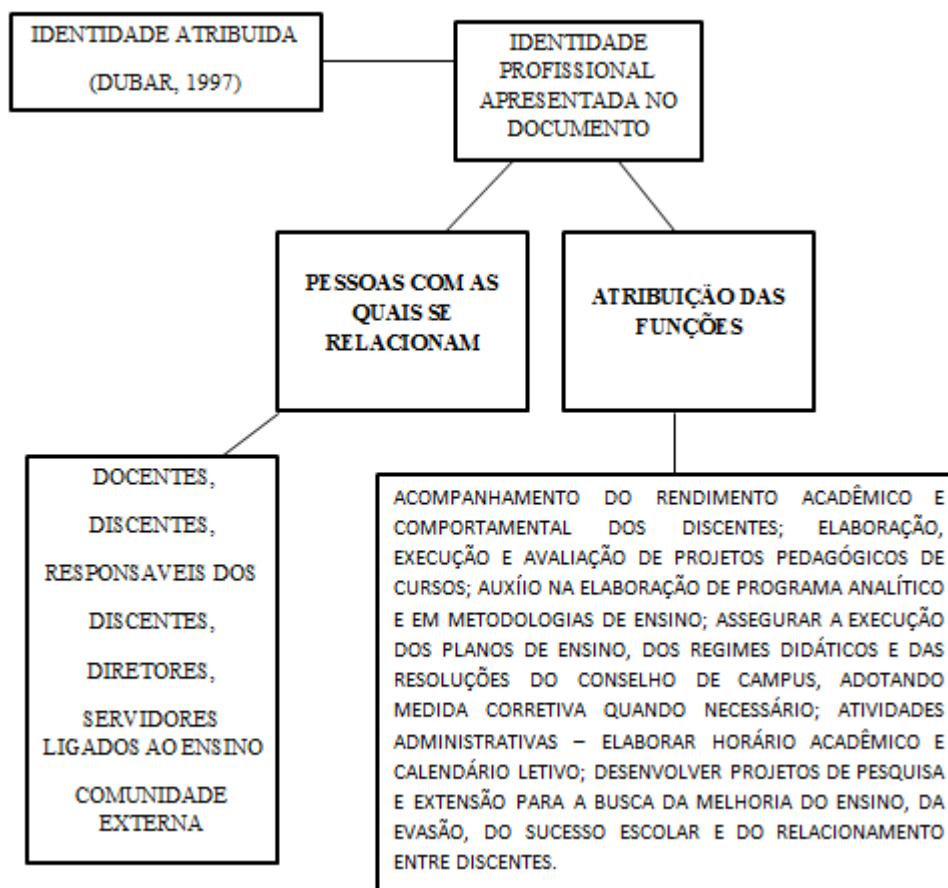 IDENTIDADE ATRIBUIDA
(DUBAR, 1997)
IDENTIDADE
PROFISSIONAL
APRESENTADA NO
DOCUMENTO
PESSOAS COM AS
QUAIS SE
RELACIONAM
ATRIBUIÇÃO DAS
FUNÇÕES
DOCENTES,
DISCENTES,
RESPONSAVEIS DOS
DISCENTES,
DIRETORES,
SERVIDORES
LIGADOS AO ENSINO
COMUNIDADE
EXTERNA
ACOMPANHAMENTO DO RENDIMENTO ACADÊMICO E
COMPORTAMENTAL DOS DISCENTES; ELABORAÇÃO,
EXECUÇÃO E AVALIAÇÃO DE PROJETOS PEDAGÓGICOS DE
CURSOS; AUXÍIO NA ELABORAÇÃO DE PROGRAMA ANALÍTICO
E EM METODOLOGIAS DE ENSINO; ASSEGURAR A EXECUÇÃO
DOS PLANOS DE ENSINO, DOS REGIMES DIDÁTICOS E DAS
RESOLUÇÕES DO CONSELHO DE CAMPUS, ADOTANDO
MEDIDA CORRETIVA QUANDO NECESSÁRIO; ATIVIDADES
ADMINISTRATIVAS – ELABORAR HORÁRIO ACADÊMICO E
CALENDÁRIO LETIVO; DESENVOLVER PROJETOS DE PESQUISA
E EXTENSÃO PARA A BUSCA DA MELHORIA DO ENSINO, DA
EVASÃO, DO SUCESSO ESCOLAR E DO RELACIONAMENTO
ENTRE DISCENTES.